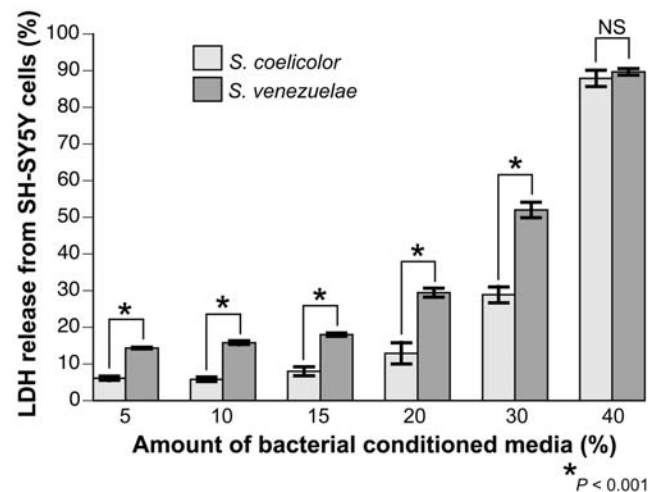 LDH release from SH-SY5Y cells (%)
100
90
80
70
60
50
40
30
20
10
0
S. coelicolor
S. venezuelae
*
*
*
*
*
NS
5 10 15 20 30 40
Amount of bacterial conditioned media (%)
*P < 0.001